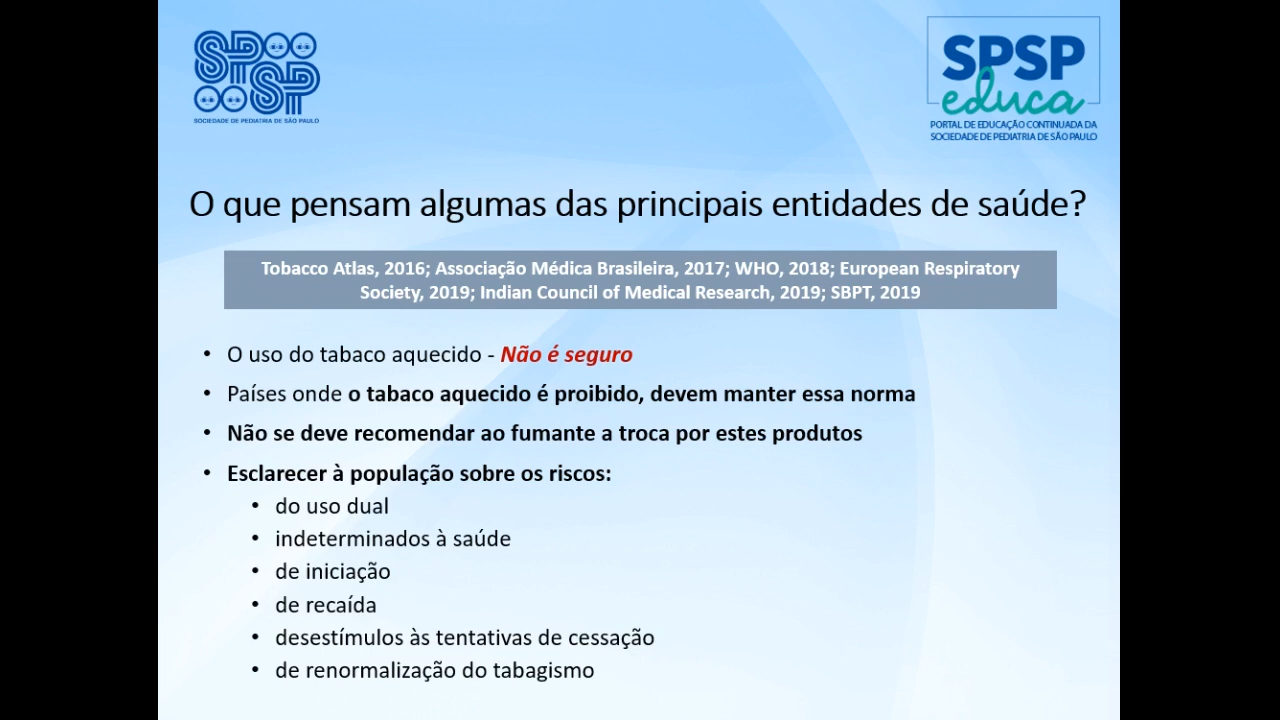 SPSP
SOCIEDADE DE PEDIATRIA DE SÃO PAULO
SPSP
educa
PORTAL DE EDUCAÇÃO CONTINUADA DA
SOCIEDADE DE PEDIATRIA DE SÃO PAULO
O que pensam algumas das principais entidades de saúde?
Tobacco Atlas, 2016; Associação Médica Brasileira, 2017; WHO, 2018; European Respiratory
Society, 2019; Indian Council of Medical Research, 2019; SBPT, 2019
• O uso do tabaco aquecido - Não é seguro
• Países onde o tabaco aquecido é proibido, devem manter essa norma
• Não se deve recomendar ao fumante a troca por estes produtos
• Esclarecer à população sobre os riscos:
• do uso dual
• indeterminados à saúde
• de iniciação
• de recaída
• desestímulos às tentativas de cessação
• de renormalização do tabagismo